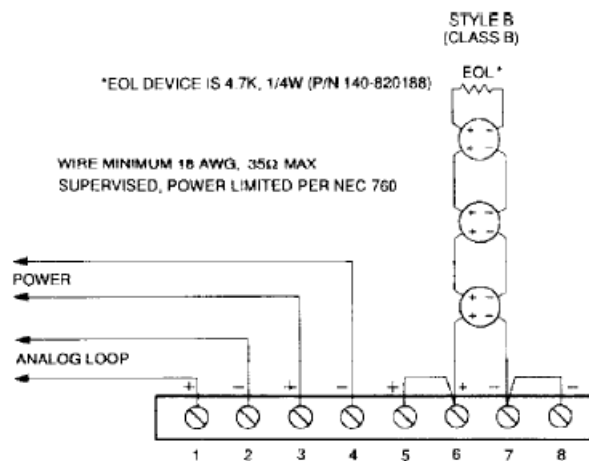 STYLE B
(CLASS B)
EOL*
*EOL DEVICE IS 4.7K, 1/4W (P/N 140-820188)
WIRE MINIMUM 18 AWG, 35Ω MAX
SUPERVISED, POWER LIMITED PER NEC 760
+ -
+ -
+ -
+ -
+ -
+ -
POWER
ANALOG LOOP
+ - + - + + - -
1 2 3 4 5 6 7 8